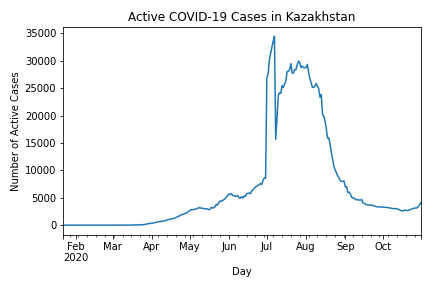 Active COVID-19 Cases in Kazakhstan
35000
30000
25000
20000
15000
10000
5000
0
Number of Active Cases
Feb Mar Apr May Jun Jul Aug Sep Oct
2020
Day